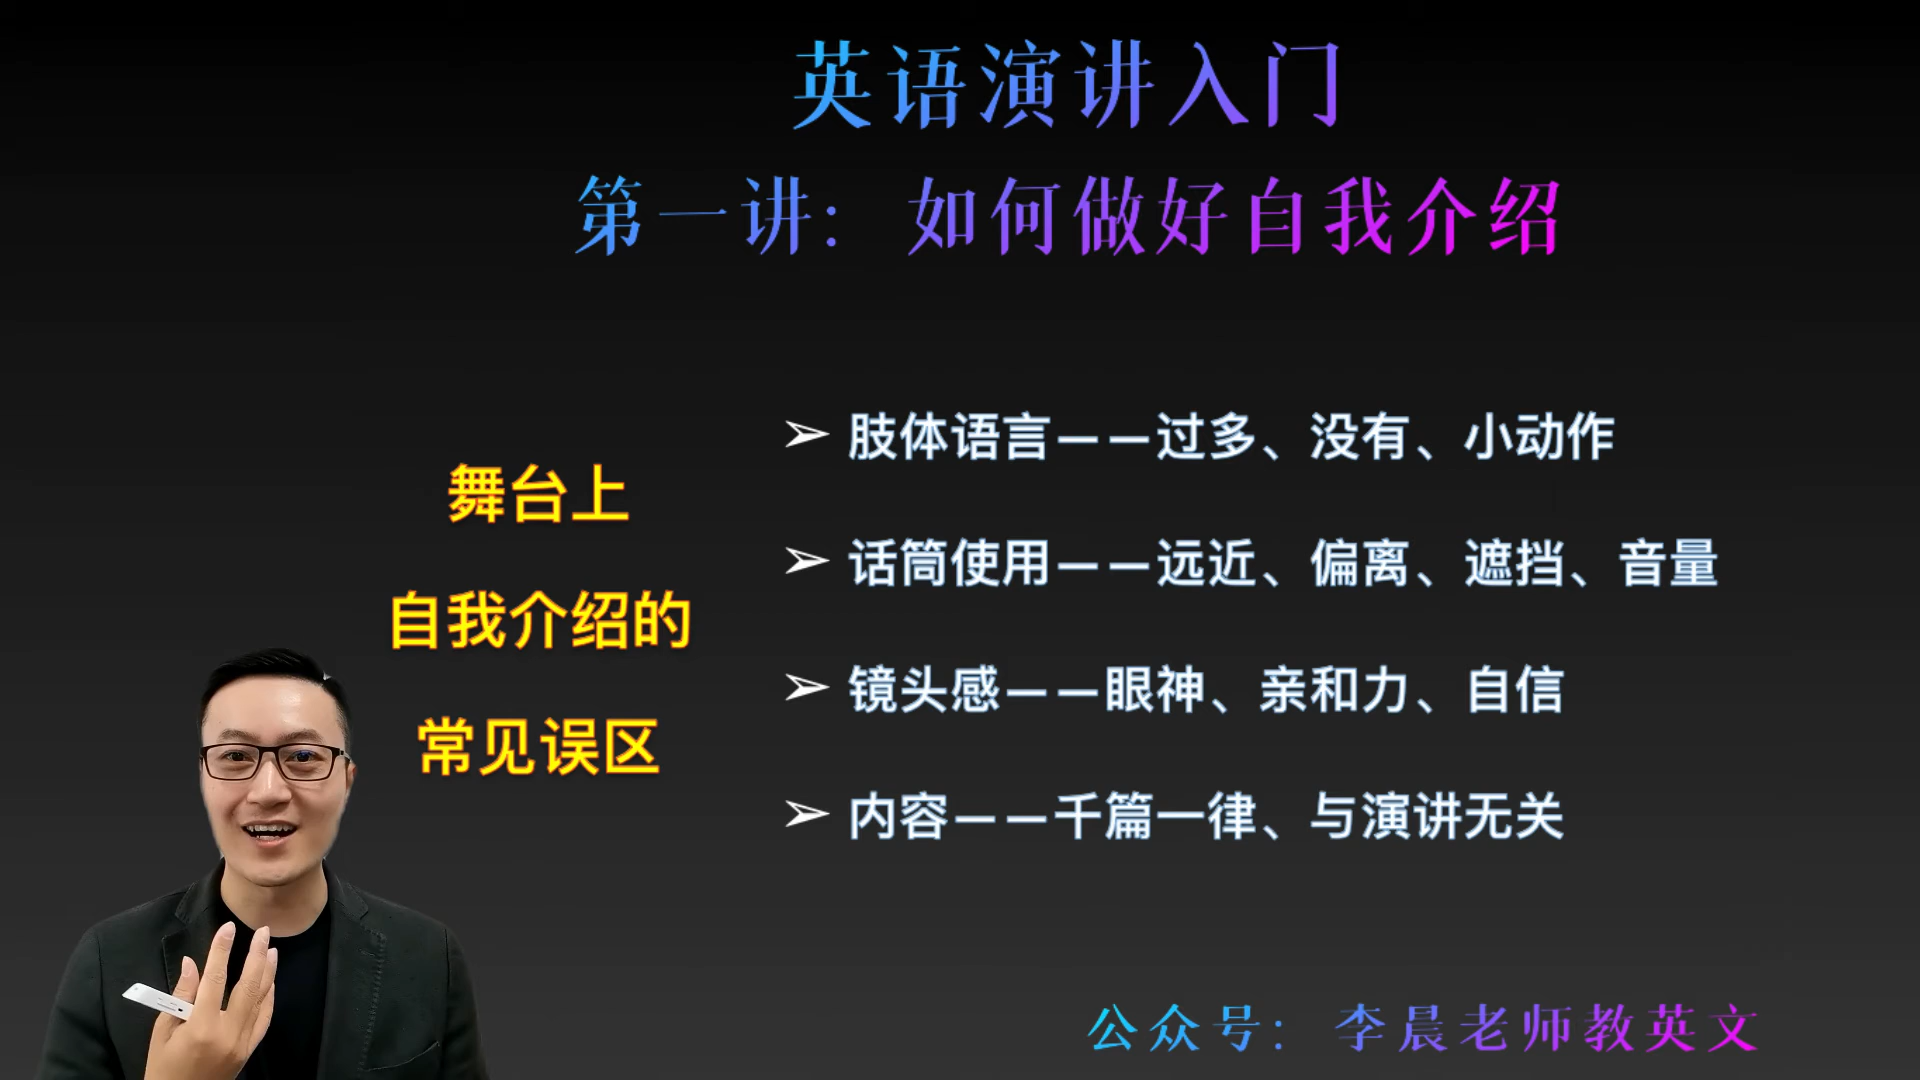 英语演讲入门
第一讲：如何做好自我介绍
舞台上
自我介绍的
常见误区
➢ 肢体语言——过多、没有、小动作
➢ 话筒使用——远近、偏离、遮挡、音量
➢ 镜头感——眼神、亲和力、自信
➢ 内容——千篇一律、与演讲无关
公众号：李晨老师教英文